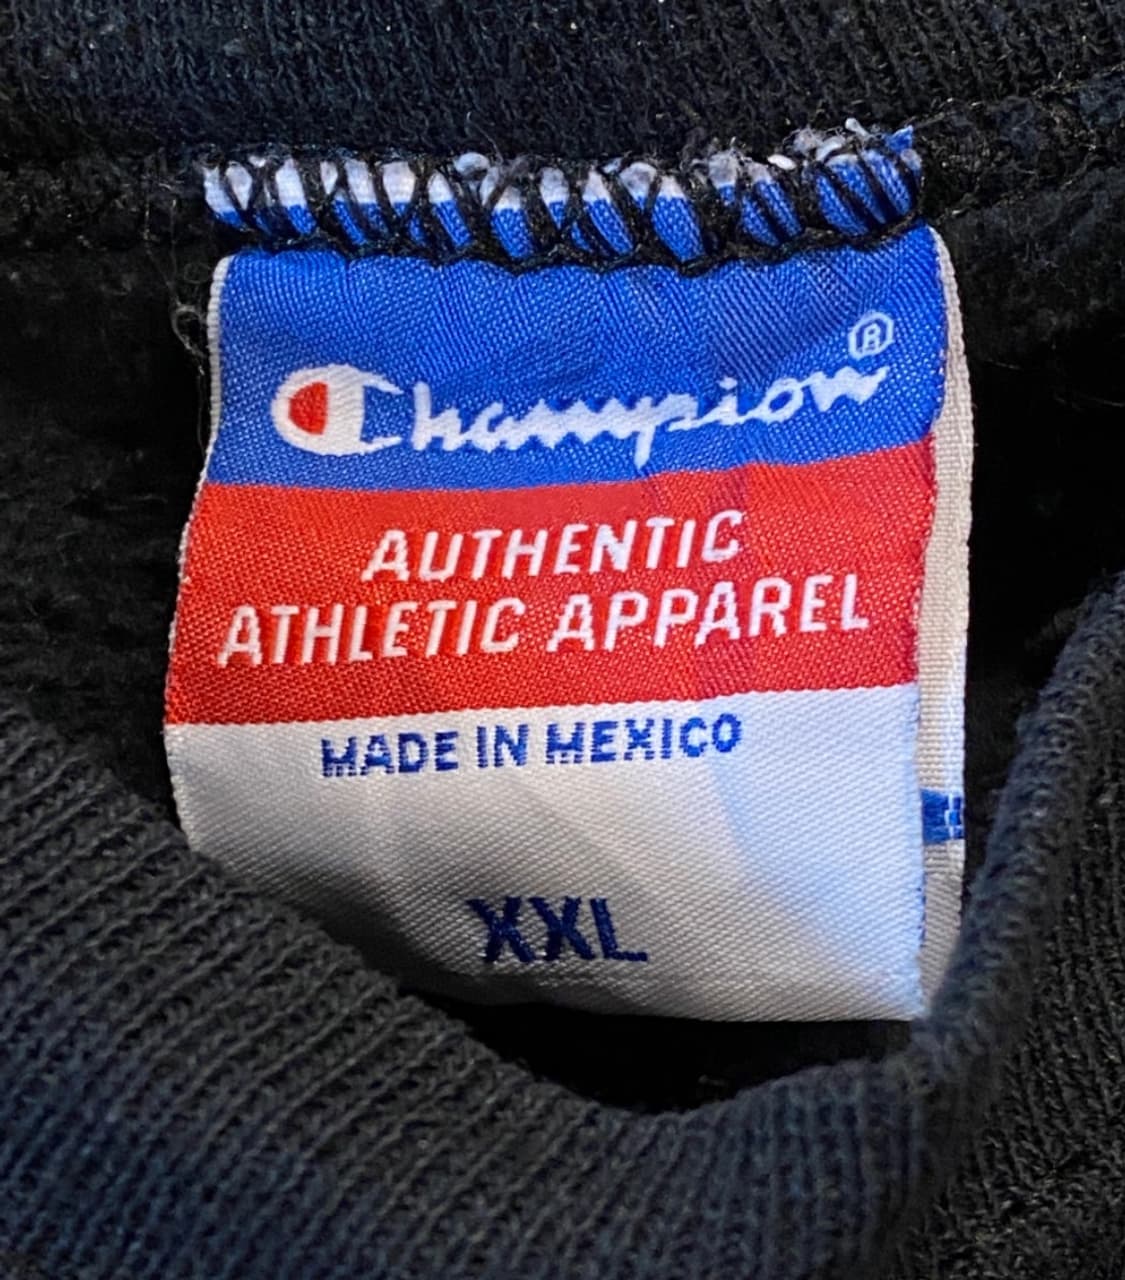 Champion®
AUTHENTIC
ATHLETIC APPAREL
MADE IN MEXICO
XXL